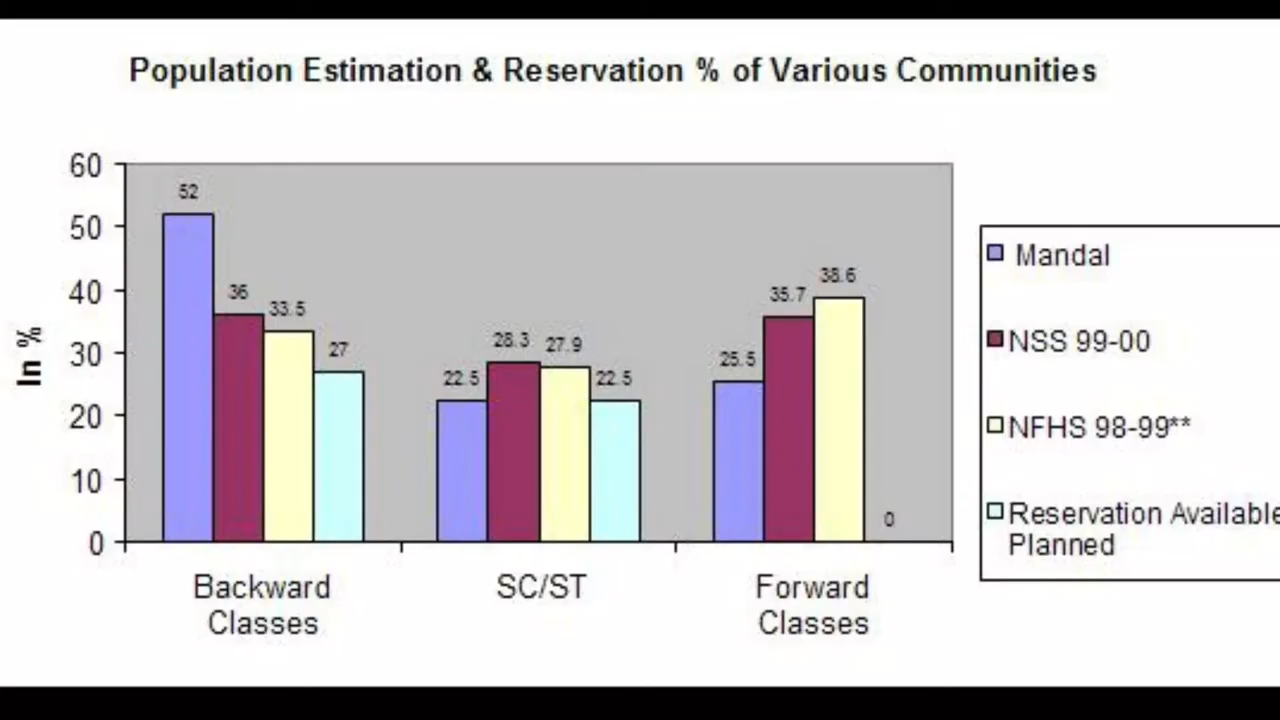 Population Estimation & Reservation % of Various Communities
In %
60
50
40
30
20
10
0
52
36
33.5
27
22.5
28.3
27.9
22.5
25.5
35.7
38.6
0
Backward
Classes
SC/ST
Forward
Classes
Mandal
NSS 99-00
NFHS 98-99**
Reservation Available
Planned